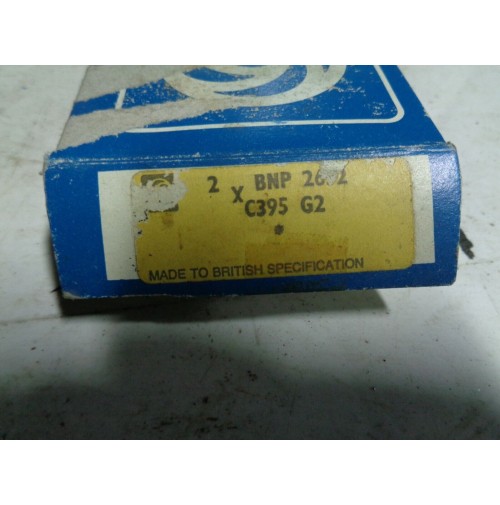 2 x BNP
C395 G2
MADE TO BRITISH SPECIFICATION